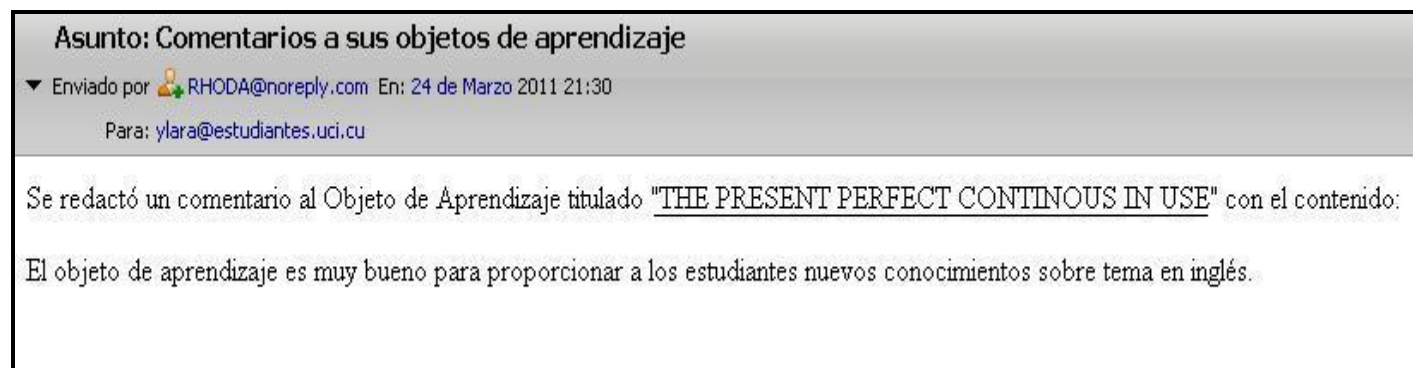 Asunto: Comentarios a sus objetos de aprendizaje
Enviado por RHODA@noreply.com En: 24 de Marzo 2011 21:30
Para: ylara@estudiantes.uci.cu
Se redactó un comentario al Objeto de Aprendizaje titulado "THE PRESENT PERFECT CONTINOUS IN USE" con el contenido:
El objeto de aprendizaje es muy bueno para proporcionar a los estudiantes nuevos conocimientos sobre tema en inglés.